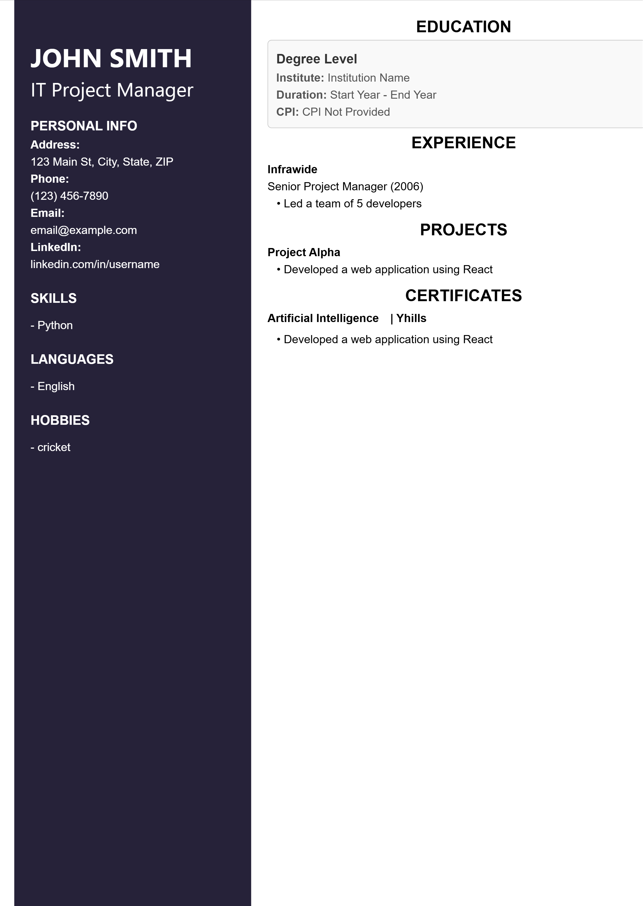 JOHN SMITH
IT Project Manager
PERSONAL INFO
Address:
123 Main St, City, State, ZIP
Phone:
(123) 456-7890
Email:
email@example.com
LinkedIn:
linkedin.com/in/username
SKILLS
- Python
LANGUAGES
- English
HOBBIES
- cricket
EDUCATION
Degree Level
Institute: Institution Name
Duration: Start Year - End Year
CPI: CPI Not Provided
EXPERIENCE
Infrawide
Senior Project Manager (2006)
• Led a team of 5 developers
PROJECTS
Project Alpha
• Developed a web application using React
CERTIFICATES
Artificial Intelligence | Yhills
• Developed a web application using React